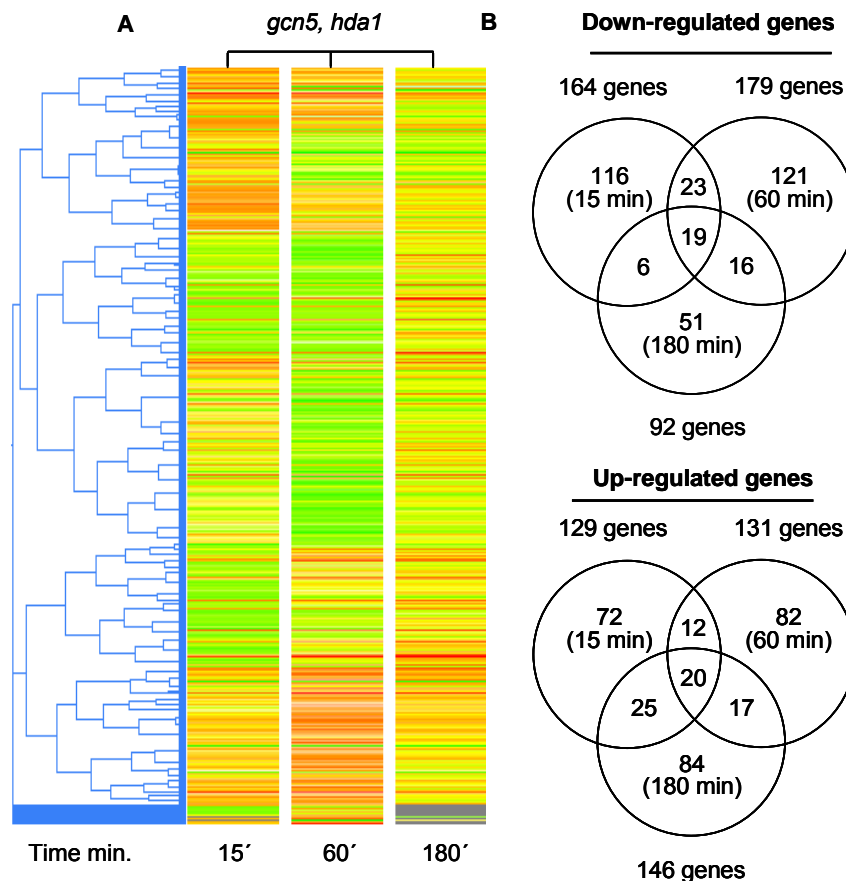 A
gcn5, hda1
Time min.
15´
60´
180´
B
Down-regulated genes
164 genes
179 genes
116
(15 min)
23
121
(60 min)
19
6
16
51
(180 min)
92 genes
Up-regulated genes
129 genes
131 genes
72
(15 min)
12
82
(60 min)
20
25
17
84
(180 min)
146 genes